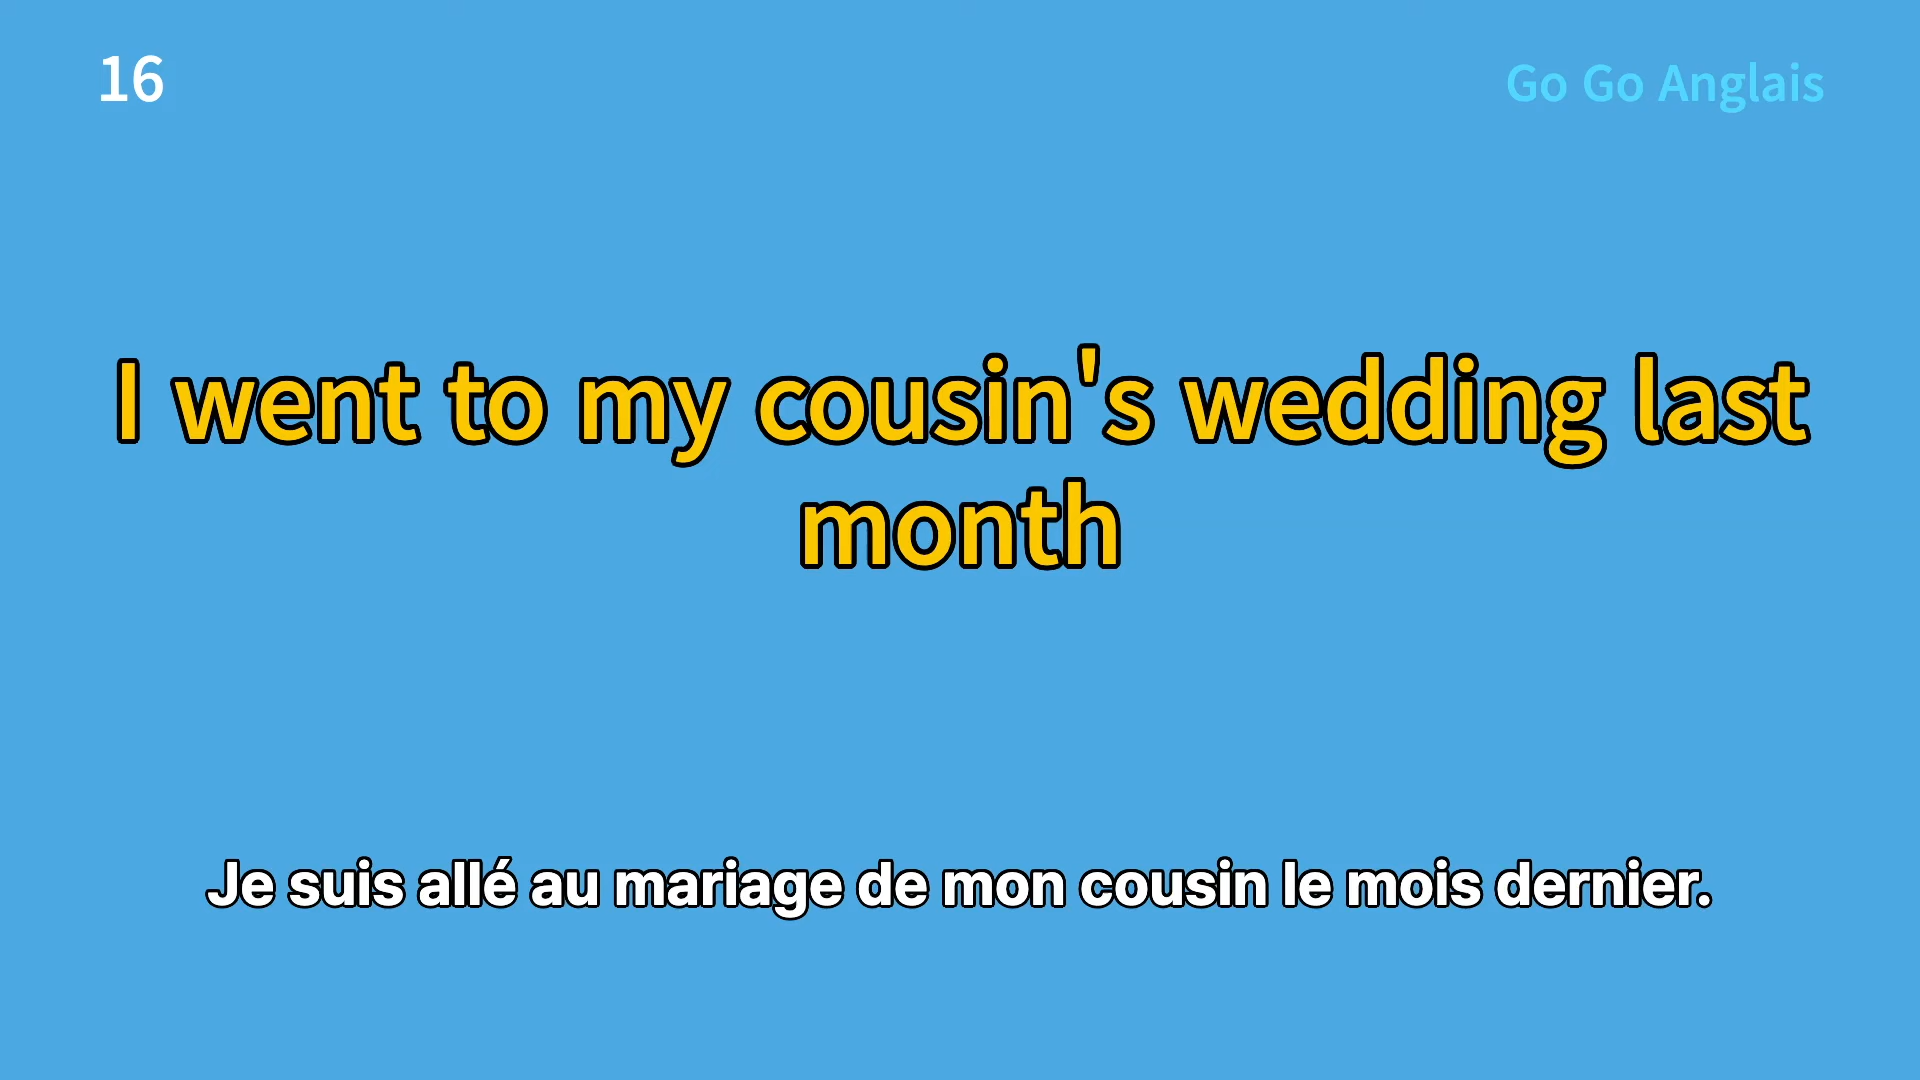 16
Go Go Anglais
I went to my cousin's wedding last
month
Je suis allé au mariage de mon cousin le mois dernier.